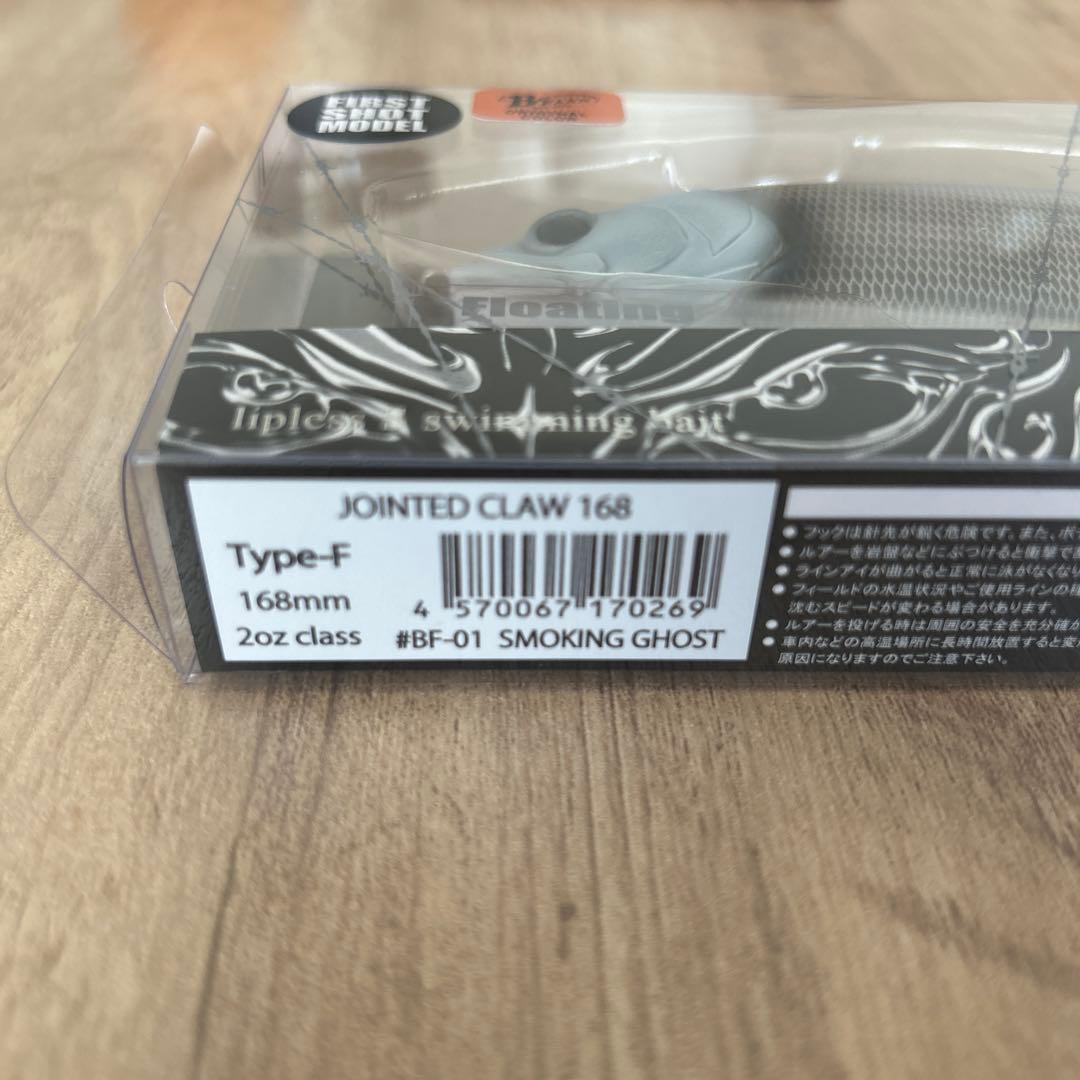 FIRST
SHOT
MODEL
Floating
lipless & swimming bait
JOINTED CLAW 168
Type-F
168mm
2oz class
4 570067 170269
#BF-01 SMOKING GHOST
● フックは針先が鋭く危険です。また、ボ
● ルアーを岩盤などにぶつけると衝撃で
● ラインアイが曲がると正常に泳がなくな
● フィールドの水温状況やご使用ラインの
沈むスピードが変わる場合があります。
● ルアーを投げる時は周囲の安全を充分確か
● 車内などの高温場所に長時間放置すると変
原因になりますのでご注意下さい。